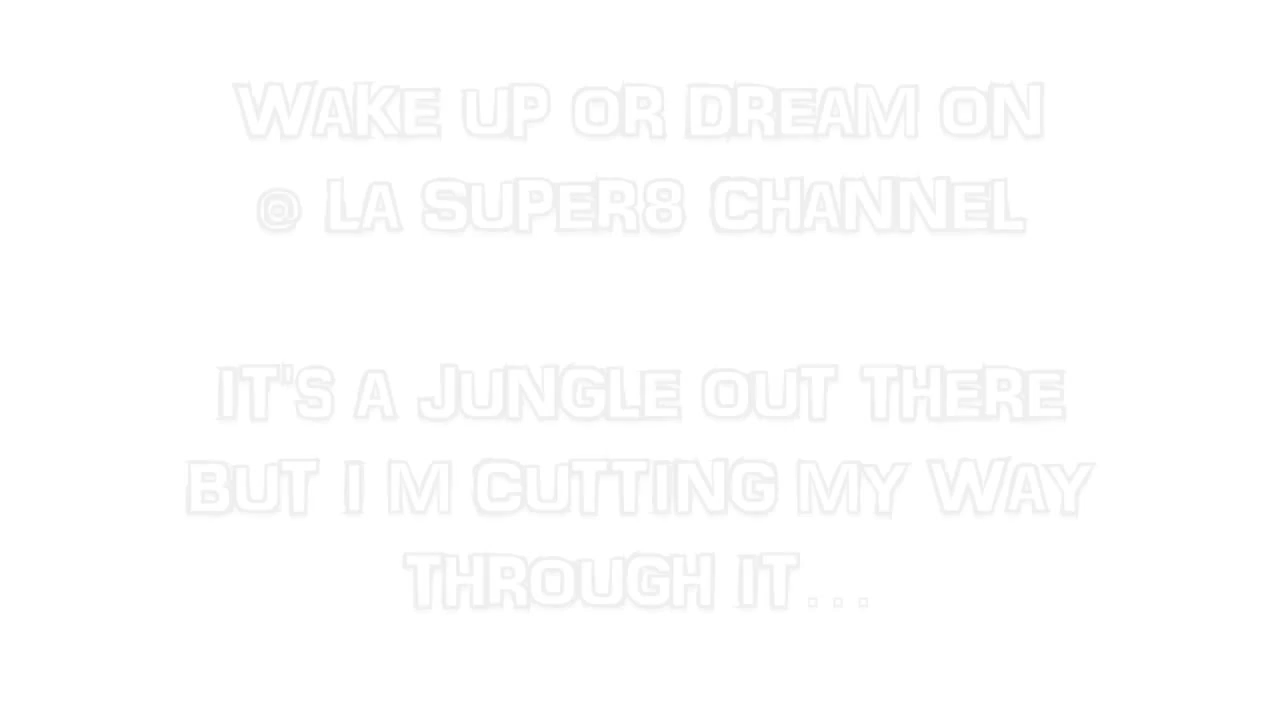 WAKE UP OR DREAM ON
@ LA SUPER8 CHANNEL
IT'S A JUNGLE OUT THERE
BUT I M CUTTING MY WAY
THROUGH IT...